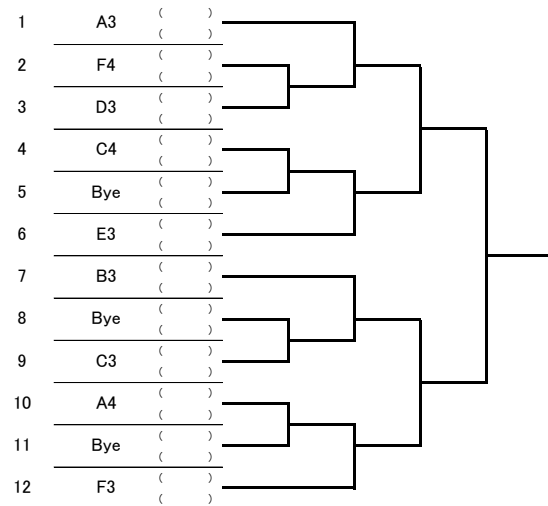 1 A3 ( )
( )
2 F4 ( )
( )
3 D3 ( )
( )
4 C4 ( )
( )
5 Bye ( )
( )
6 E3 ( )
( )
7 B3 ( )
( )
8 Bye ( )
( )
9 C3 ( )
( )
10 A4 ( )
( )
11 Bye ( )
( )
12 F3 ( )
( )